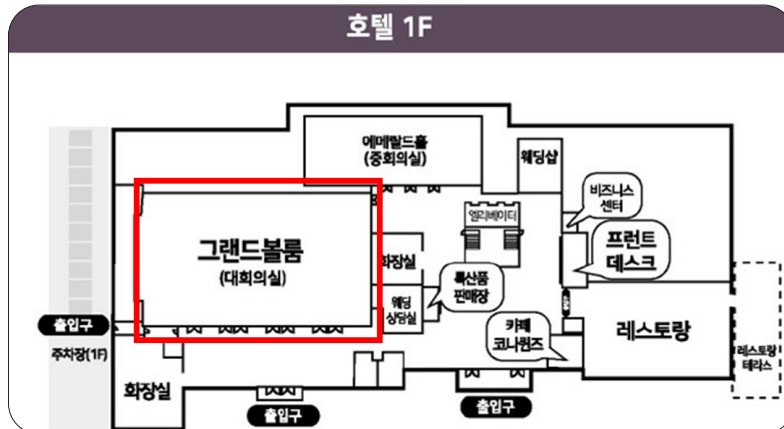 호텔 1F
에메랄드홀
(중회의실)
웨딩샵
비즈니스
센터
엘리베이터
그랜드볼룸
(대회의실)
화장실
특산품
판매장
프런트
데스크
웨딩
상담실
출입구
주차장(1F)
카페
코나퀸즈
레스토랑
레스토랑
테라스
화장실
출입구
출입구